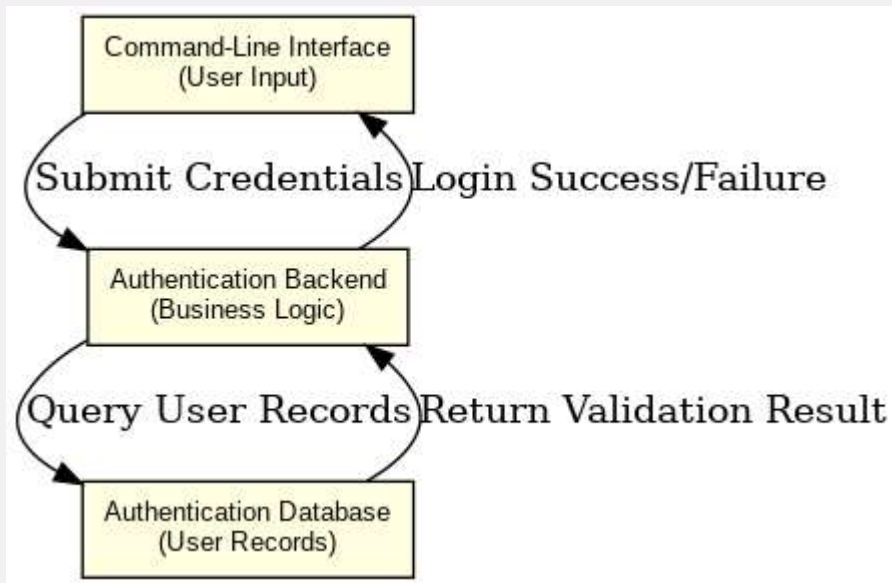 Command-Line Interface
(User Input)
Submit Credentials
Login Success/Failure
Authentication Backend
(Business Logic)
Query User Records
Return Validation Result
Authentication Database
(User Records)